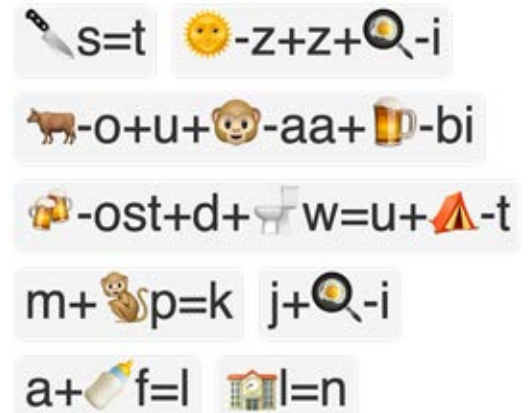 🔪s=t 🌞-z+z+🍳-i
🐂-o+u+🐵-aa+🍺-bi
🍻-ost+d+🚽w=u+⛺-t
m+🐒p=k j+🍳-i
a+🍼f=l 🏫l=n